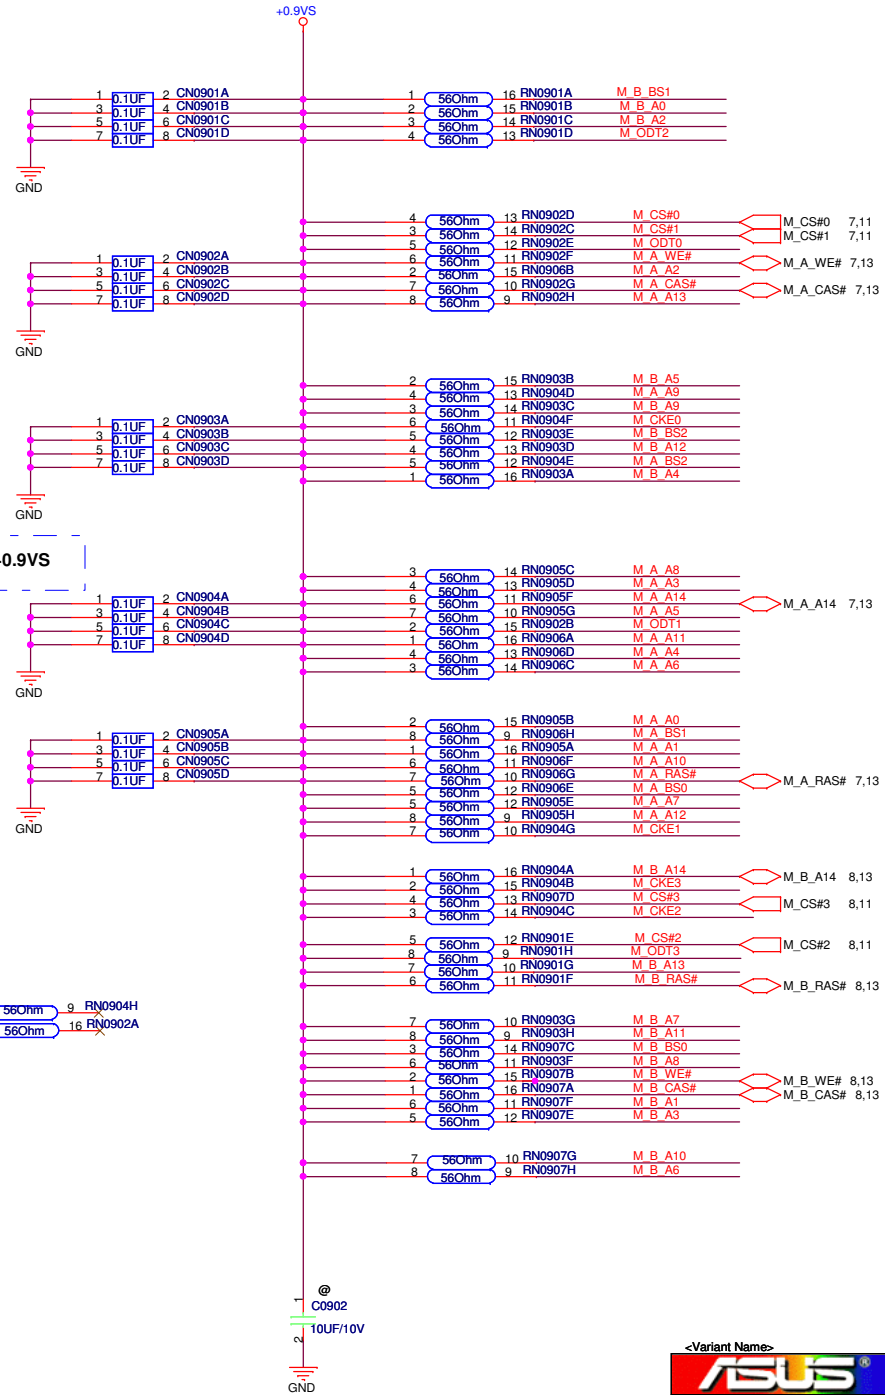 +0.9VS
1 0.1UF 2 CN0901A
3 0.1UF 4 CN0901B
5 0.1UF 6 CN0901C
7 0.1UF 8 CN0901D
GND
1 56Ohm 16 RN0901A M_B_BS1
2 56Ohm 15 RN0901B M_B_A0
3 56Ohm 14 RN0901C M_B_A2
4 56Ohm 13 RN0901D M_ODT2
4 56Ohm 13 RN0902D M_CS#0 M_CS#0 7,11
3 56Ohm 14 RN0902C M_CS#1 M_CS#1 7,11
5 56Ohm 12 RN0902E M_ODT0
6 56Ohm 11 RN0902F M_A_WE# M_A_WE# 7,13
2 56Ohm 15 RN0906B M_A_A2
7 56Ohm 10 RN0902G M_A_CAS# M_A_CAS# 7,13
8 56Ohm 9 RN0902H M_A_A13
1 0.1UF 2 CN0902A
3 0.1UF 4 CN0902B
5 0.1UF 6 CN0902C
7 0.1UF 8 CN0902D
GND
2 56Ohm 15 RN0903B M_B_A5
4 56Ohm 13 RN0904D M_A_A9
3 56Ohm 14 RN0903C M_B_A9
6 56Ohm 11 RN0904F M_CKE0
5 56Ohm 12 RN0903E M_B_BS2
4 56Ohm 13 RN0903D M_B_A12
5 56Ohm 12 RN0904E M_A_BS2
1 56Ohm 16 RN0903A M_B_A4
1 0.1UF 2 CN0903A
3 0.1UF 4 CN0903B
5 0.1UF 6 CN0903C
7 0.1UF 8 CN0903D
GND
0.9VS
3 56Ohm 14 RN0905C M_A_A8
4 56Ohm 13 RN0905D M_A_A3
6 56Ohm 11 RN0905F M_A_A14 M_A_A14 7,13
7 56Ohm 10 RN0905G M_A_A5
2 56Ohm 15 RN0902B M_ODT1
1 56Ohm 16 RN0906A M_A_A11
4 56Ohm 13 RN0906D M_A_A4
3 56Ohm 14 RN0906C M_A_A6
1 0.1UF 2 CN0904A
3 0.1UF 4 CN0904B
5 0.1UF 6 CN0904C
7 0.1UF 8 CN0904D
GND
2 56Ohm 15 RN0905B M_A_A0
8 56Ohm 9 RN0906H M_A_BS1
1 56Ohm 16 RN0905A M_A_A1
6 56Ohm 11 RN0906F M_A_A10
7 56Ohm 10 RN0906G M_A_RAS# M_A_RAS# 7,13
5 56Ohm 12 RN0906E M_A_BS0
5 56Ohm 12 RN0905E M_A_A7
8 56Ohm 9 RN0905H M_A_A12
7 56Ohm 10 RN0904G M_CKE1
1 0.1UF 2 CN0905A
3 0.1UF 4 CN0905B
5 0.1UF 6 CN0905C
7 0.1UF 8 CN0905D
GND
1 56Ohm 16 RN0904A M_B_A14 M_B_A14 8,13
2 56Ohm 15 RN0904B M_CKE3
4 56Ohm 13 RN0907D M_CS#3 M_CS#3 8,11
3 56Ohm 14 RN0904C M_CKE2
5 56Ohm 12 RN0901E M_CS#2 M_CS#2 8,11
8 56Ohm 9 RN0901H M_ODT3
7 56Ohm 10 RN0901G M_B_A13
6 56Ohm 11 RN0901F M_B_RAS# M_B_RAS# 8,13
56Ohm 9 RN0904H
56Ohm 16 RN0902A
7 56Ohm 10 RN0903G M_B_A7
8 56Ohm 9 RN0903H M_B_A11
3 56Ohm 14 RN0907C M_B_BS0
6 56Ohm 11 RN0903F M_B_A8
2 56Ohm 15 RN0907B M_B_WE# M_B_WE# 8,13
1 56Ohm 16 RN0907A M_B_CAS# M_B_CAS# 8,13
6 56Ohm 11 RN0907F M_B_A1
5 56Ohm 12 RN0907E M_B_A3
7 56Ohm 10 RN0907G M_B_A10
8 56Ohm 9 RN0907H M_B_A6
@
1 C0902
10UF/10V
2
GND
<Variant Name>
ASUS®